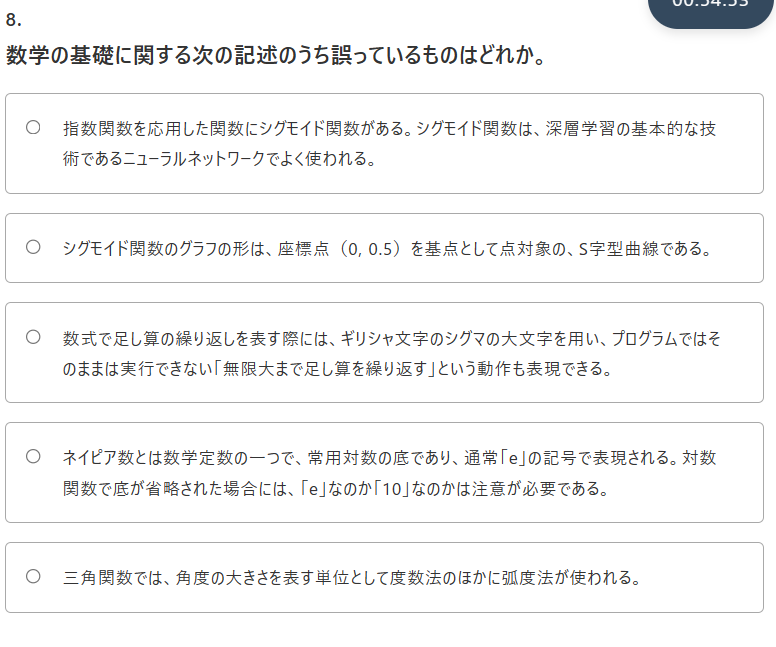 00:54:53
8.
数学の基礎に関する次の記述のうち誤っているものはどれか。
指数関数を応用した関数にシグモイド関数がある。シグモイド関数は、深層学習の基本的な技
術であるニューラルネットワークでよく使われる。
シグモイド関数のグラフの形は、座標点（0, 0.5）を基点として点対象の、S字型曲線である。
数式で足し算の繰り返しを表す際には、ギリシャ文字のシグマの大文字を用い、プログラムではそ
のままは実行できない「無限大まで足し算を繰り返す」という動作も表現できる。
ネイピア数とは数学定数の一つで、常用対数の底であり、通常「e」の記号で表現される。対数
関数で底が省略された場合には、「e」なのか「10」なのかは注意が必要である。
三角関数では、角度の大きさを表す単位として度数法のほかに弧度法が使われる。